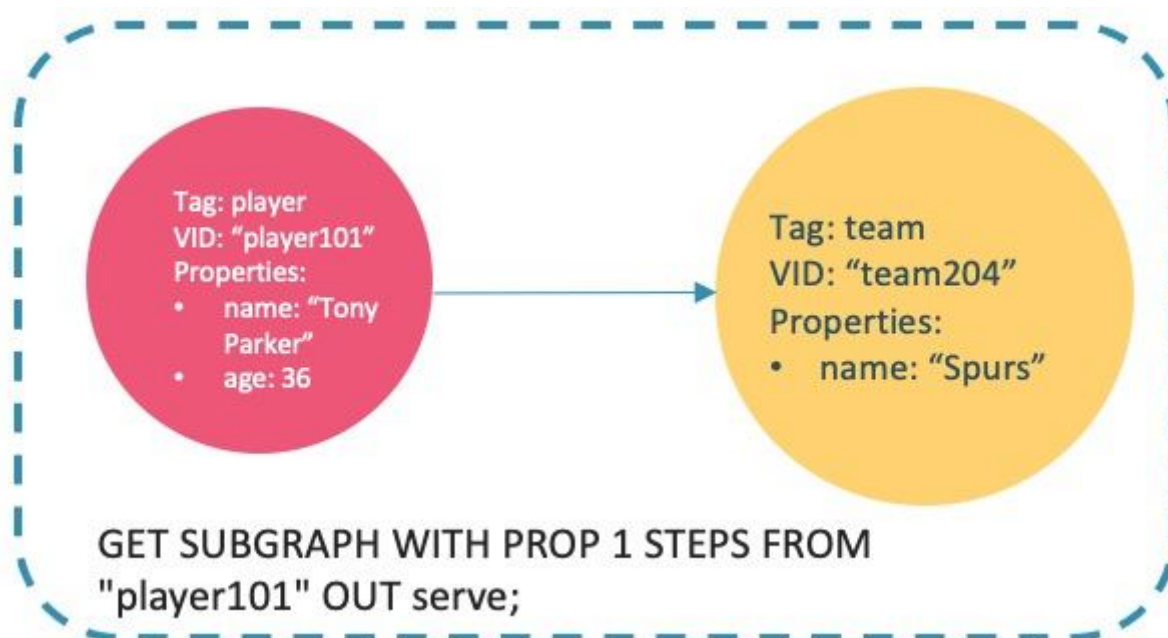 Tag: player
VID: “player101”
Properties:
• name: “Tony
Parker”
• age: 36
Tag: team
VID: “team204”
Properties:
• name: “Spurs”
GET SUBGRAPH WITH PROP 1 STEPS FROM
"player101" OUT serve;